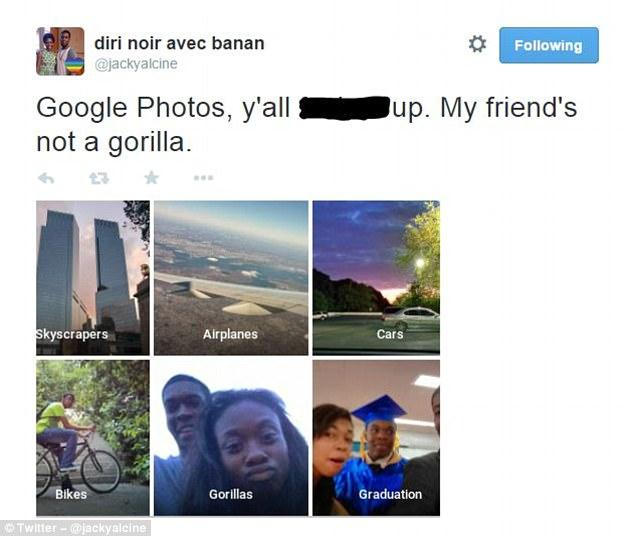 diri noir avec banan
@jackyalcine
Following
Google Photos, y'all up. My friend's
not a gorilla.
Skyscrapers
Airplanes
Cars
Bikes
Gorillas
Graduation
© Twitter – @jackyalcine